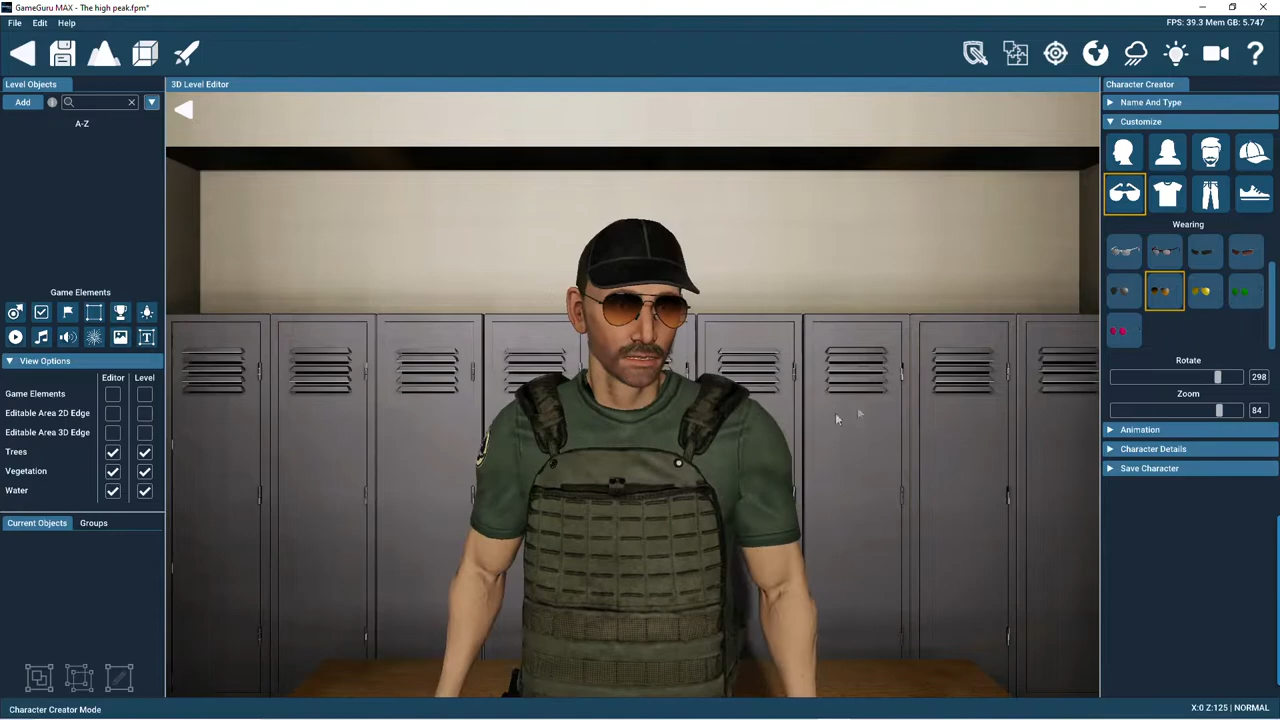 GameGuru MAX - The high peak.fpm*
File Edit Help
FPS: 39.3 Mem GB: 5.747
Level Objects
3D Level Editor
Character Creator
Add
A-Z
Name And Type
Customize
Wearing
Game Elements
View Options
Editor Level
Game Elements
Editable Area 2D Edge
Editable Area 3D Edge
Trees
Vegetation
Water
Rotate
298
Zoom
84
Animation
Character Details
Save Character
Current Objects Groups
Character Creator Mode
X:0 Z:125 | NORMAL